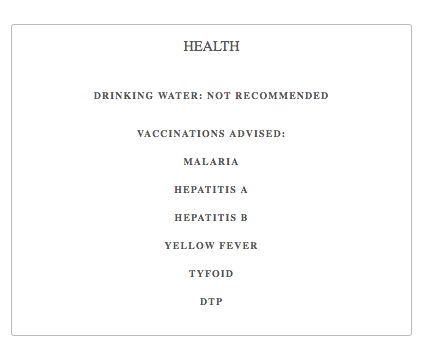 HEALTH
DRINKING WATER: NOT RECOMMENDED
VACCINATIONS ADVISED:
MALARIA
HEPATITIS A
HEPATITIS B
YELLOW FEVER
TYFOID
DTP